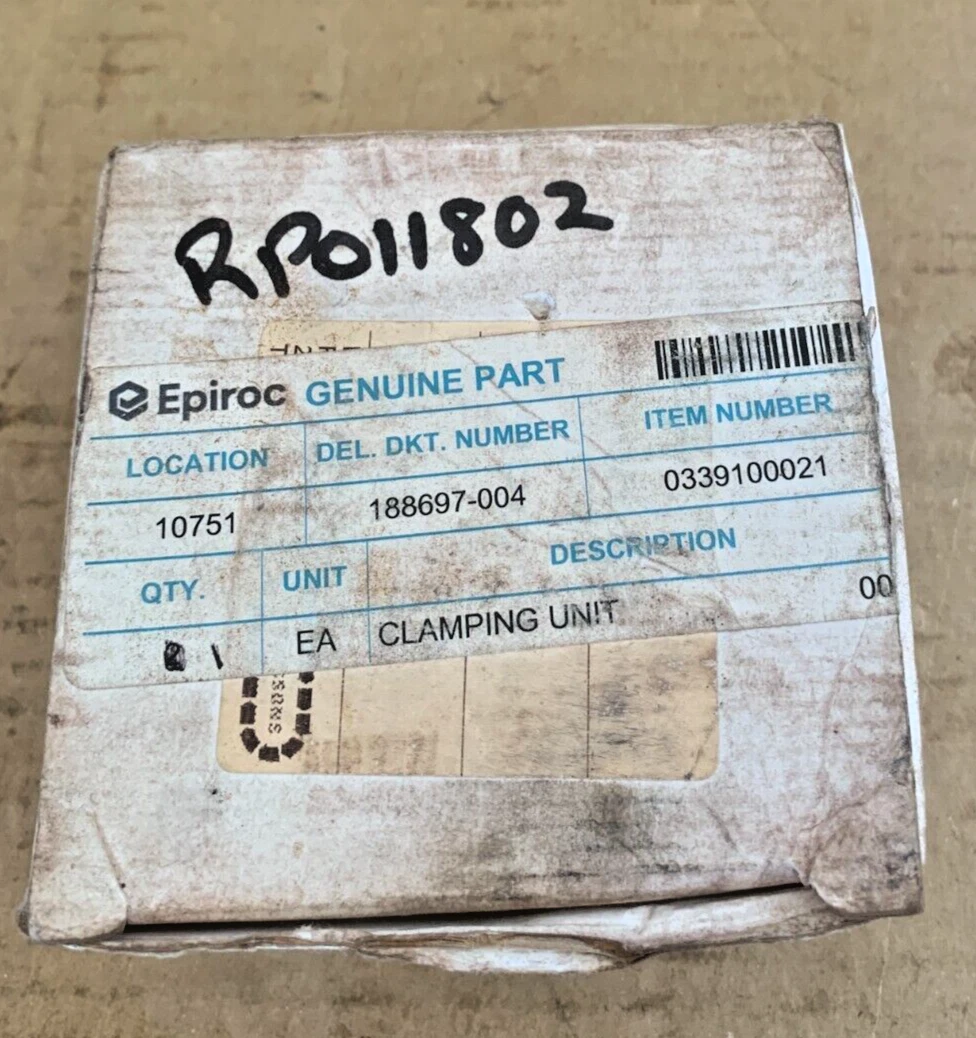 RP011802
Epiroc GENUINE PART
LOCATION DEL. DKT. NUMBER ITEM NUMBER
10751 188697-004 0339100021
QTY. UNIT DESCRIPTION
1 EA CLAMPING UNIT 00